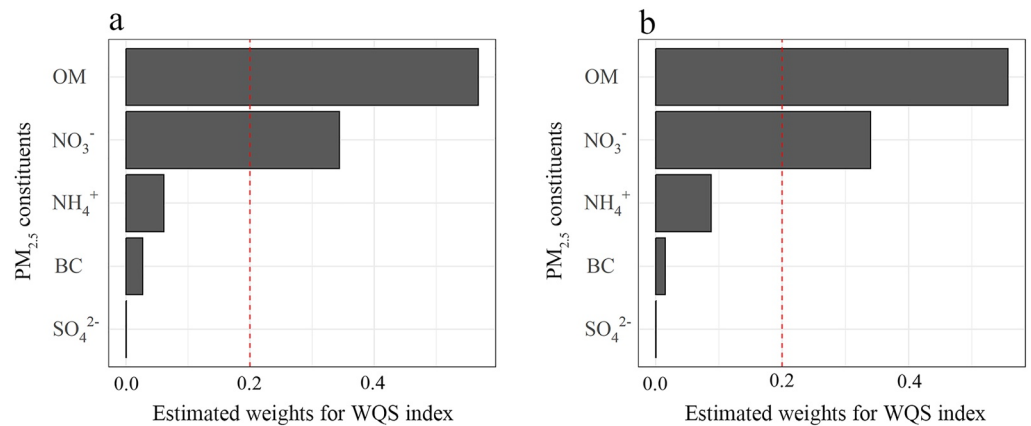 a
PM2.5 constituents
OM
NO3-
NH4+
BC
SO42-
0.0 0.2 0.4
Estimated weights for WQS index
b
PM2.5 constituents
OM
NO3-
NH4+
BC
SO42-
0.0 0.2 0.4
Estimated weights for WQS index